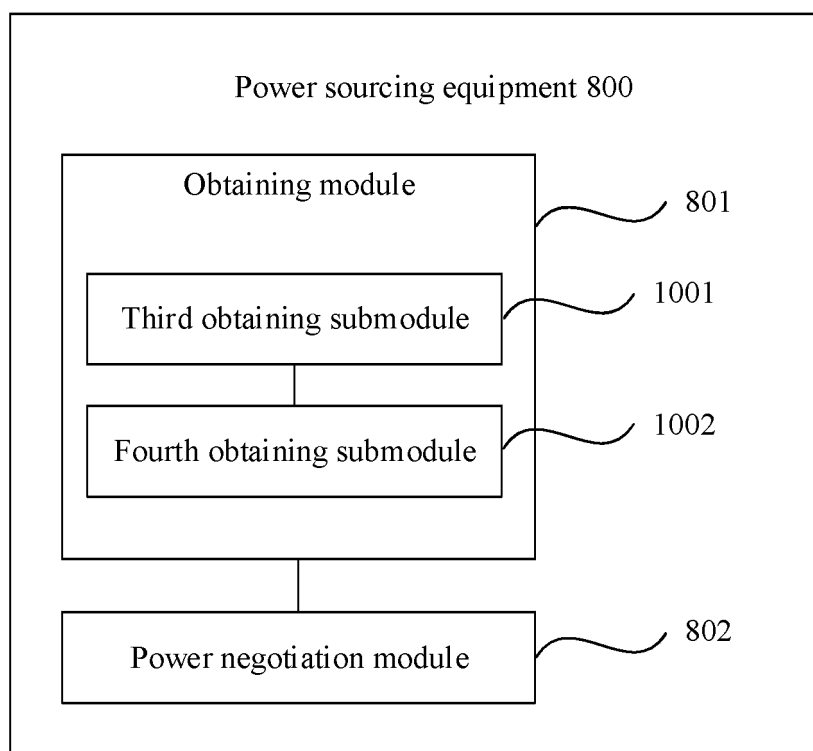 Power sourcing equipment 800
Obtaining module
801
Third obtaining submodule
1001
Fourth obtaining submodule
1002
Power negotiation module
802